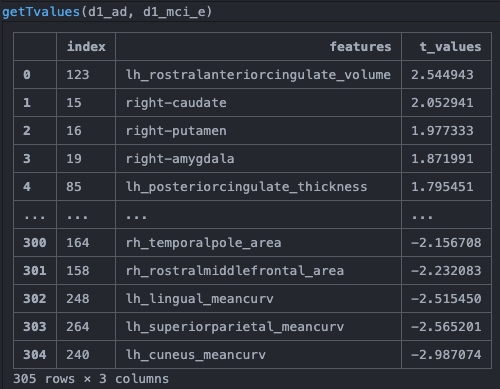 getTvalues(d1_ad, d1_mci_e)
index features t_values
0 123 lh_rostralanteriorcingulate_volume 2.544943
1 15 right-caudate 2.052941
2 16 right-putamen 1.977333
3 19 right-amygdala 1.871991
4 85 lh_posteriorcingulate_thickness 1.795451
... ... ... ...
300 164 rh_temporalpole_area -2.156708
301 158 rh_rostralmiddlefrontal_area -2.232083
302 248 lh_lingual_meancurv -2.515450
303 264 lh_superiorparietal_meancurv -2.565201
304 240 lh_cuneus_meancurv -2.987074
305 rows × 3 columns